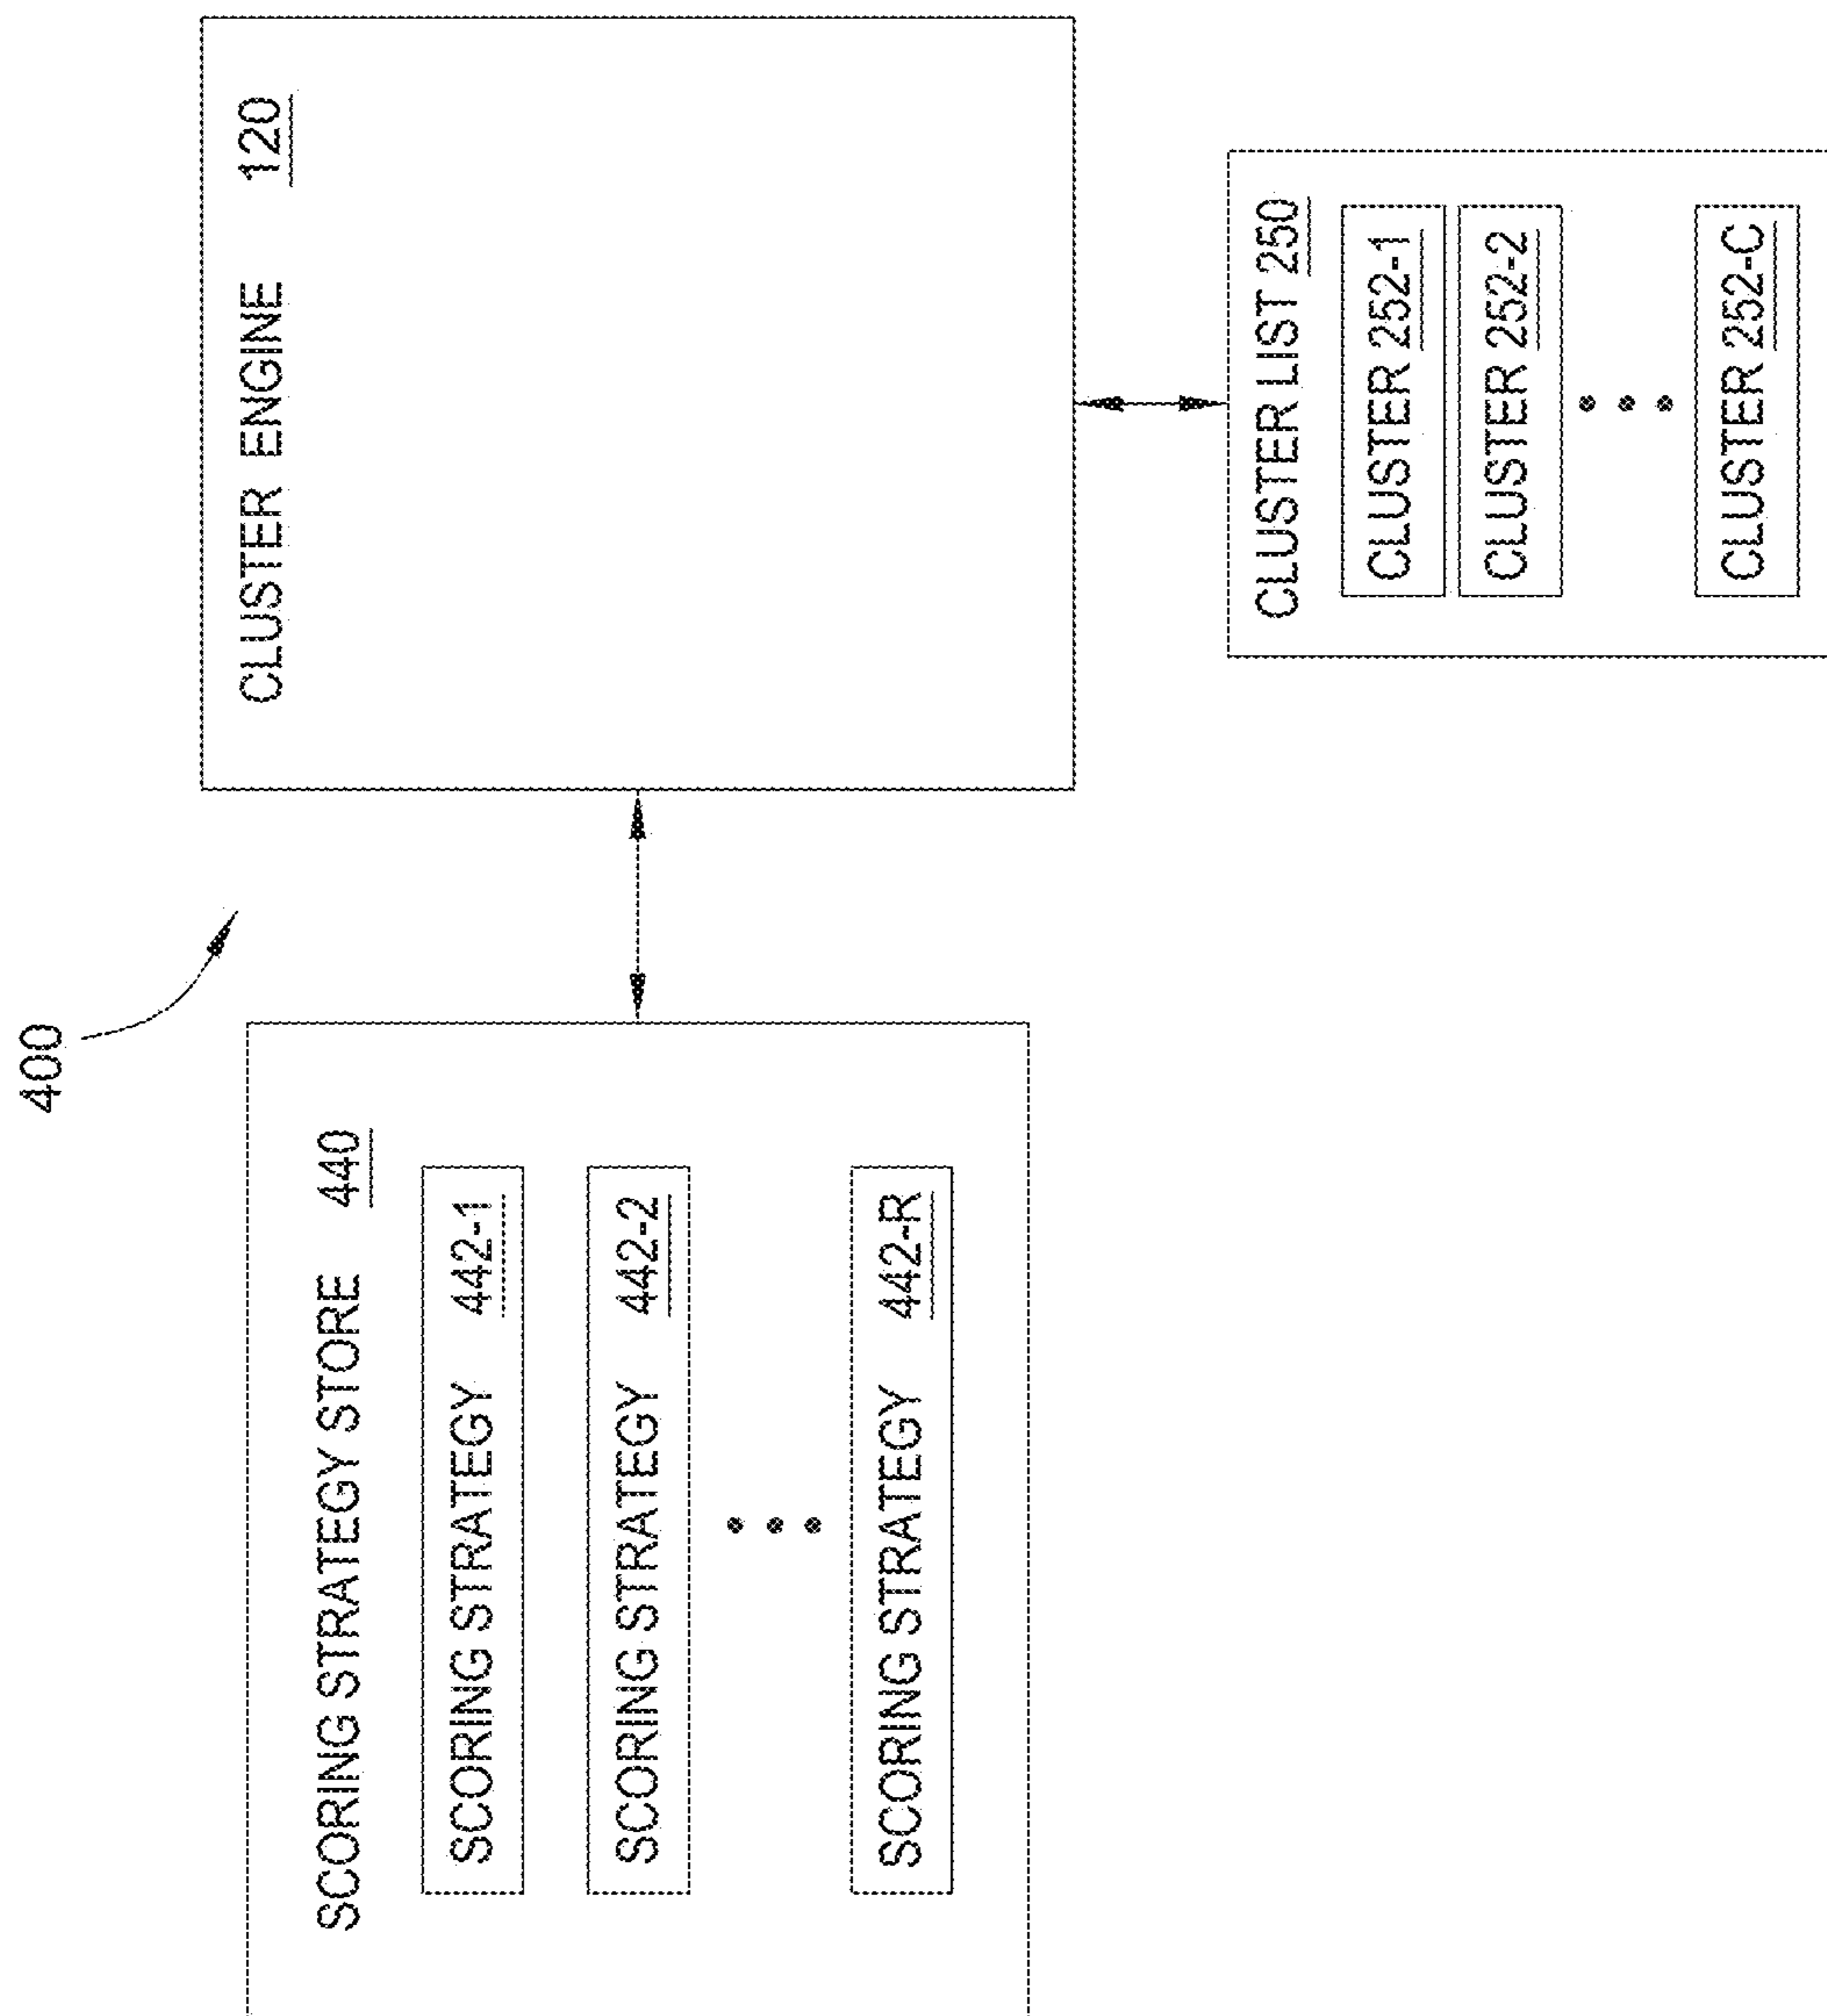 400
SCORING STRATEGY STORE 440
SCORING STRATEGY 442-1
SCORING STRATEGY 442-2
SCORING STRATEGY 442-R
CLUSTER ENGINE 120
CLUSTER LIST 250
CLUSTER 252-1
CLUSTER 252-2
CLUSTER 252-C